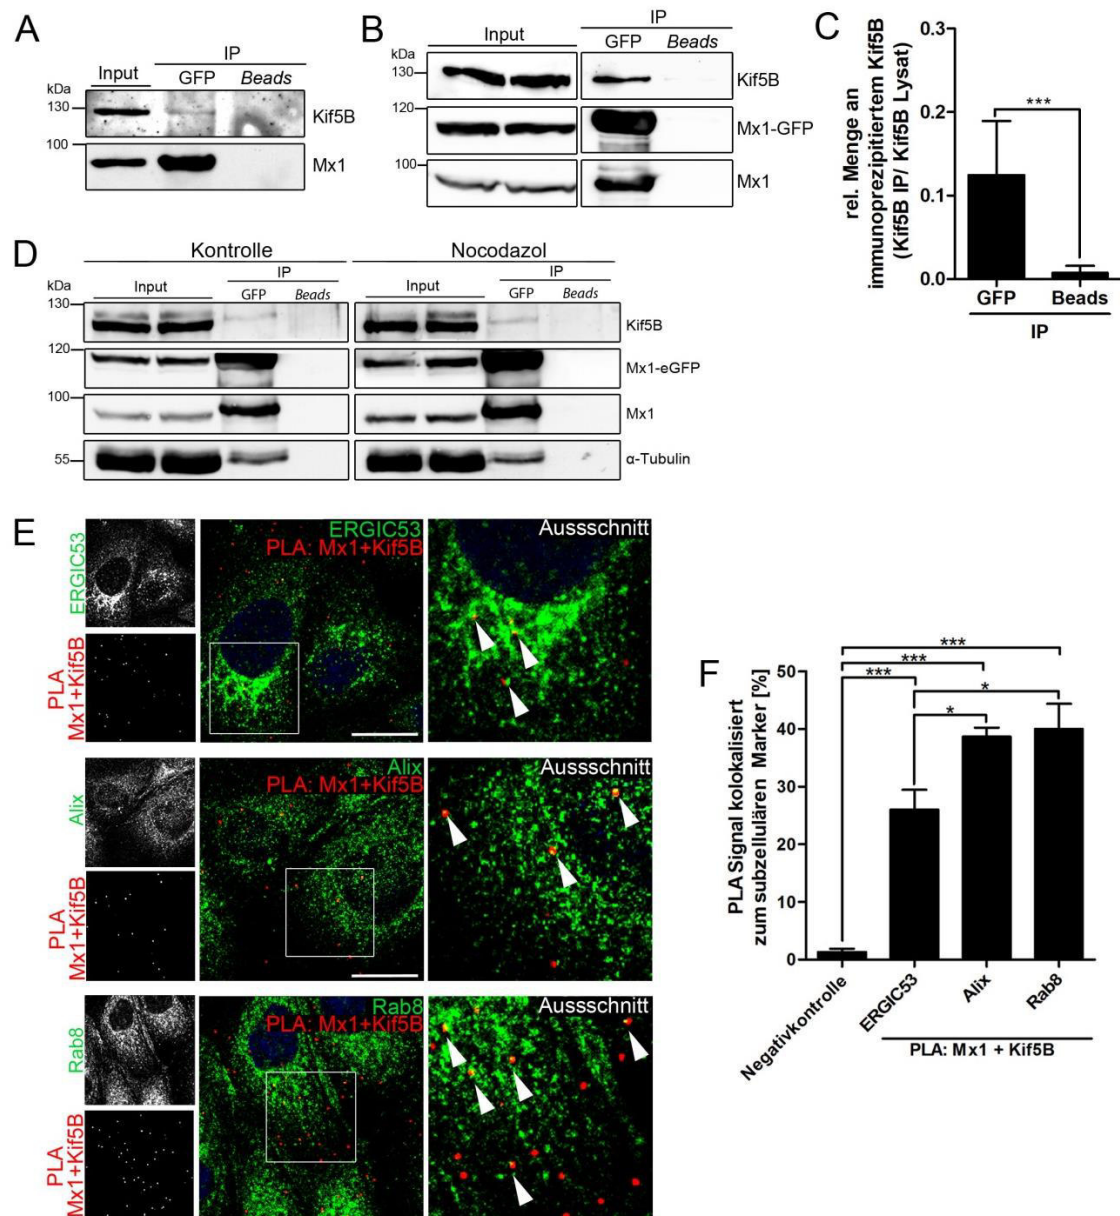 A
IP
Input
GFP
Beads
kDa
130
Kif5B
100
Mx1
B
IP
Input
GFP
Beads
kDa
130
Kif5B
120
Mx1-GFP
100
Mx1
C
rel. Menge an
immunoprezipitiertem Kif5B
(Kif5B IP/ Kif5B Lysat)
0.3
0.2
0.1
0.0
***
GFP
Beads
IP
D
Kontrolle
Nocodazol
IP
IP
kDa
Input
GFP
Beads
Input
GFP
Beads
130
Kif5B
120
Mx1-eGFP
100
Mx1
55
α-Tubulin
E
ERGIC53
PLA
Mx1+Kif5B
ERGIC53
PLA: Mx1+Kif5B
Aussschnitt
Alix
PLA
Mx1+Kif5B
Alix
PLA: Mx1+Kif5B
Aussschnitt
Rab8
PLA
Mx1+Kif5B
Rab8
PLA: Mx1+Kif5B
Aussschnitt
F
PLA Signal kolokalisiert
zum subzellulären Marker [%]
50
40
30
20
10
0
***
***
***
*
*
Negativkontrolle
ERGIC53
Alix
Rab8
PLA: Mx1 + Kif5B